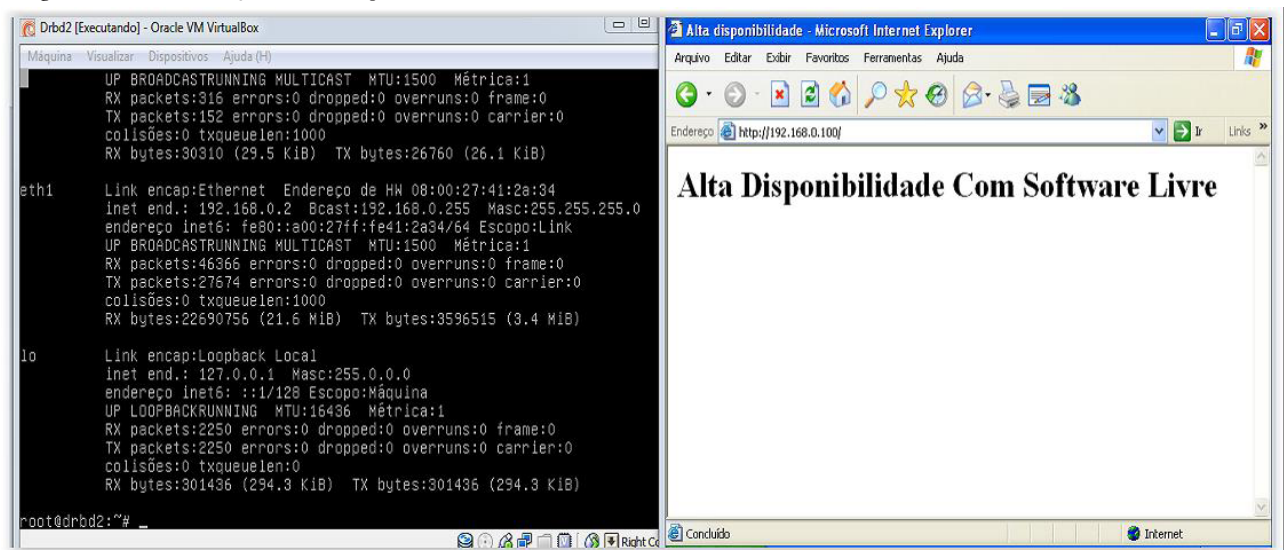 Drbd2 [Executando] - Oracle VM VirtualBox
Máquina Visualizar Dispositivos Ajuda (H)
UP BROADCASTRUNNING MULTICAST MTU:1500 Métrica:1
RX packets:316 errors:0 dropped:0 overruns:0 frame:0
TX packets:152 errors:0 dropped:0 overruns:0 carrier:0
colisões:0 txqueuelen:1000
RX bytes:30310 (29.5 KiB) TX bytes:26760 (26.1 KiB)
eth1 Link encap:Ethernet Endereço de HW 08:00:27:41:2a:34
inet end.: 192.168.0.2 Bcast:192.168.0.255 Masc:255.255.255.0
endereço inet6: fe80::a00:27ff:fe41:2a34/64 Escopo:Link
UP BROADCASTRUNNING MULTICAST MTU:1500 Métrica:1
RX packets:46366 errors:0 dropped:0 overruns:0 frame:0
TX packets:27674 errors:0 dropped:0 overruns:0 carrier:0
colisões:0 txqueuelen:1000
RX bytes:22690756 (21.6 MiB) TX bytes:3596515 (3.4 MiB)
lo Link encap:Loopback Local
inet end.: 127.0.0.1 Masc:255.0.0.0
endereço inet6: ::1/128 Escopo:Máquina
UP LOOPBACKRUNNING MTU:16436 Métrica:1
RX packets:2250 errors:0 dropped:0 overruns:0 frame:0
TX packets:2250 errors:0 dropped:0 overruns:0 carrier:0
colisões:0 txqueuelen:0
RX bytes:301436 (294.3 KiB) TX bytes:301436 (294.3 KiB)
root@drbd2:~# _
Right Co
Alta disponibilidade - Microsoft Internet Explorer
Arquivo Editar Exibir Favoritos Ferramentas Ajuda
Endereço http://192.168.0.100/ Ir Links »
Alta Disponibilidade Com Software Livre
Concluído Internet